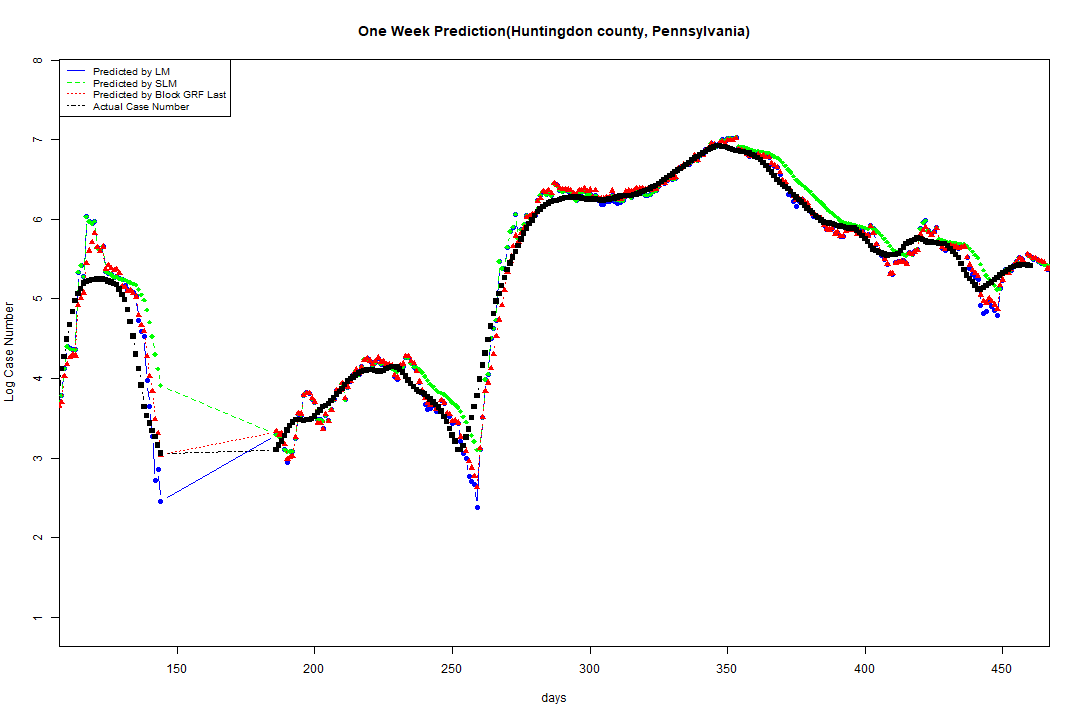 One Week Prediction(Huntingdon county, Pennsylvania)
Predicted by LM
Predicted by SLM
Predicted by Block GRF Last
Actual Case Number
8
7
6
5
4
3
2
1
Log Case Number
150 200 250 300 350 400 450
days